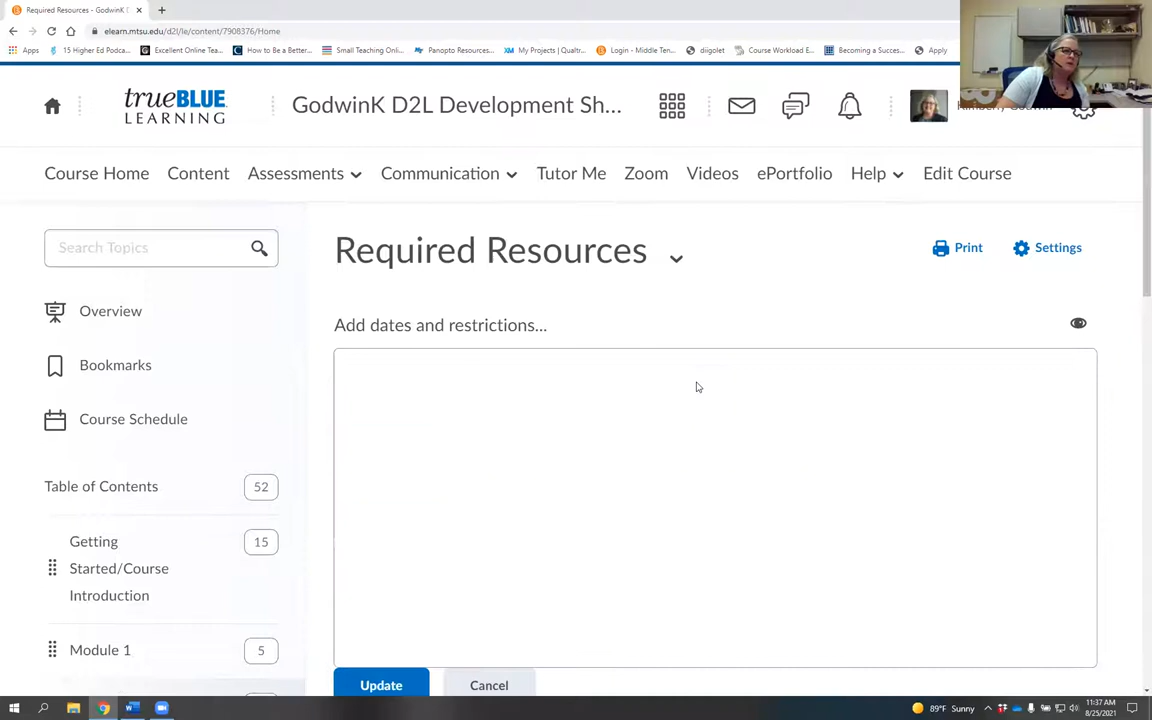 Required Resources - GodwinK D2L
elearn.mtsu.edu/d2l/le/content/7908376/Home
Apps
15 Higher Ed Podca...
Excellent Online Tea...
How to Be a Better...
Small Teaching Onli...
Panopto Resources...
My Projects | Qualtr...
Login - Middle Ten...
diigolet
Course Workload E...
Becoming a Succes...
Apply
trueBLUE
LEARNING
GodwinK D2L Development Sh...
Course Home
Content
Assessments
Communication
Tutor Me
Zoom
Videos
ePortfolio
Help
Edit Course
Search Topics
Required Resources
Print
Settings
Overview
Add dates and restrictions...
Bookmarks
Course Schedule
Table of Contents
52
Getting
Started/Course
Introduction
15
Module 1
5
Update
Cancel
89°F Sunny
11:37 AM
8/25/2021